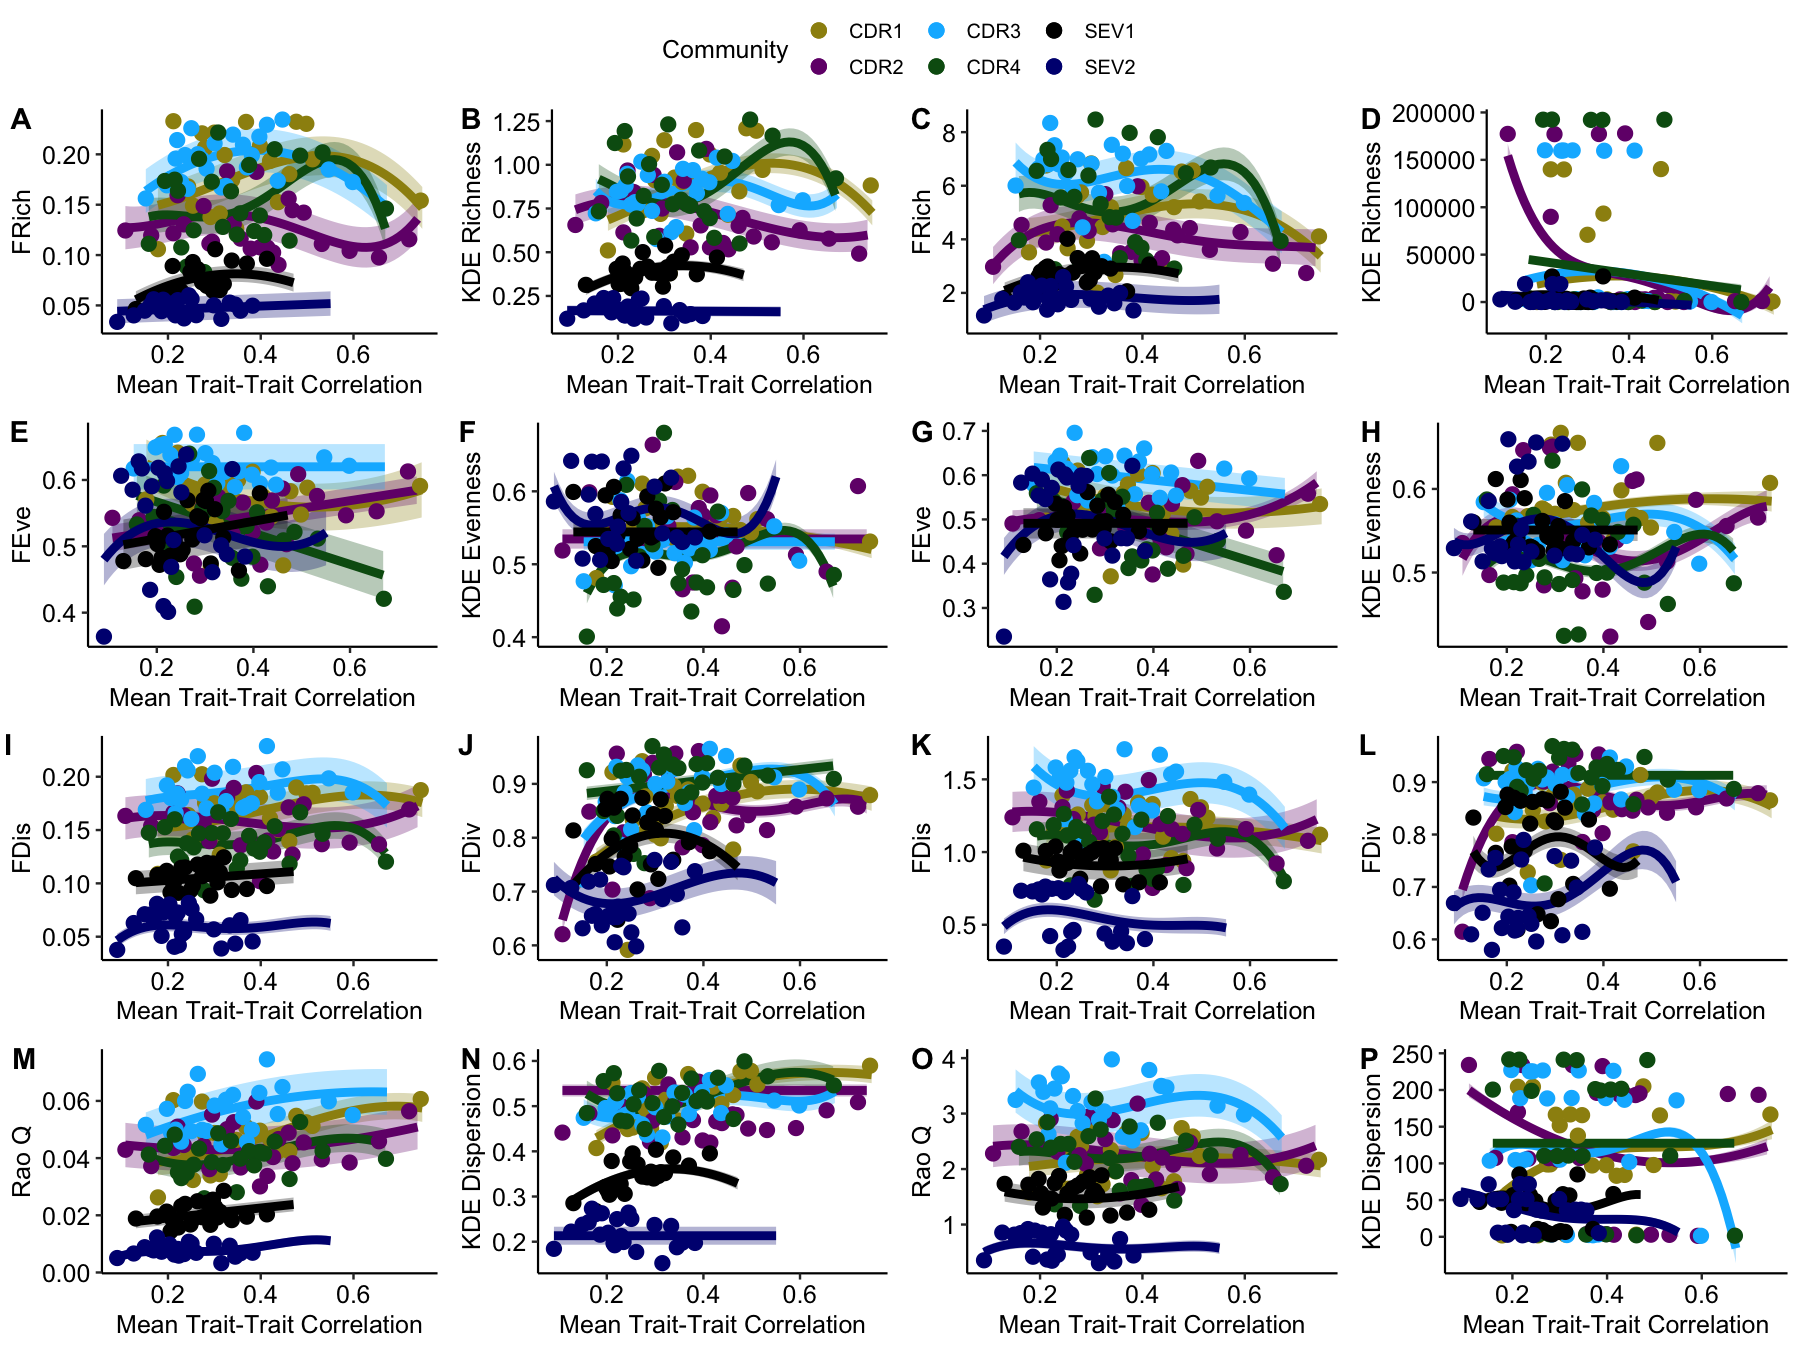 Community
CDR1 CDR3 SEV1
CDR2 CDR4 SEV2
A
FRich
0.20
0.15
0.10
0.05
0.2 0.4 0.6
Mean Trait-Trait Correlation
B
KDE Richness
1.25
1.00
0.75
0.50
0.25
0.2 0.4 0.6
Mean Trait-Trait Correlation
C
FRich
8
6
4
2
0.2 0.4 0.6
Mean Trait-Trait Correlation
D
KDE Richness
200000
150000
100000
50000
0
0.2 0.4 0.6
Mean Trait-Trait Correlation
E
FEve
0.6
0.5
0.4
0.2 0.4 0.6
Mean Trait-Trait Correlation
F
KDE Evenness
0.6
0.5
0.4
0.2 0.4 0.6
Mean Trait-Trait Correlation
G
FEve
0.7
0.6
0.5
0.4
0.3
0.2 0.4 0.6
Mean Trait-Trait Correlation
H
KDE Evenness
0.6
0.5
0.2 0.4 0.6
Mean Trait-Trait Correlation
I
FDis
0.20
0.15
0.10
0.05
0.2 0.4 0.6
Mean Trait-Trait Correlation
J
FDiv
0.9
0.8
0.7
0.6
0.2 0.4 0.6
Mean Trait-Trait Correlation
K
FDis
1.5
1.0
0.5
0.2 0.4 0.6
Mean Trait-Trait Correlation
L
FDiv
0.9
0.8
0.7
0.6
0.2 0.4 0.6
Mean Trait-Trait Correlation
M
Rao Q
0.06
0.04
0.02
0.00
0.2 0.4 0.6
Mean Trait-Trait Correlation
N
KDE Dispersion
0.6
0.5
0.4
0.3
0.2
0.2 0.4 0.6
Mean Trait-Trait Correlation
O
Rao Q
4
3
2
1
0.2 0.4 0.6
Mean Trait-Trait Correlation
P
KDE Dispersion
250
200
150
100
50
0
0.2 0.4 0.6
Mean Trait-Trait Correlation